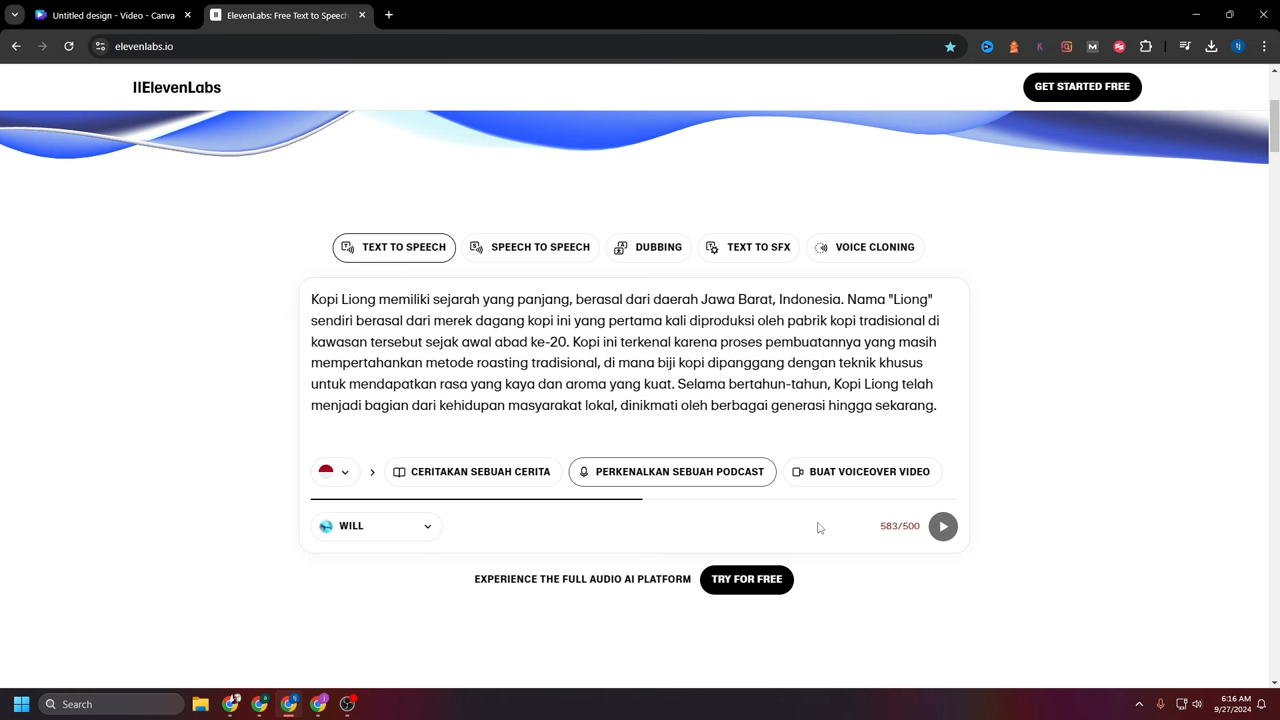 Untitled design - Video - Canva
ElevenLabs: Free Text to Speech
elevenlabs.io
IIElevenLabs
GET STARTED FREE
TEXT TO SPEECH
SPEECH TO SPEECH
DUBBING
TEXT TO SFX
VOICE CLONING
Kopi Liong memiliki sejarah yang panjang, berasal dari daerah Jawa Barat, Indonesia. Nama "Liong"
sendiri berasal dari merek dagang kopi ini yang pertama kali diproduksi oleh pabrik kopi tradisional di
kawasan tersebut sejak awal abad ke-20. Kopi ini terkenal karena proses pembuatannya yang masih
mempertahankan metode roasting tradisional, di mana biji kopi dipanggang dengan teknik khusus
untuk mendapatkan rasa yang kaya dan aroma yang kuat. Selama bertahun-tahun, Kopi Liong telah
menjadi bagian dari kehidupan masyarakat lokal, dinikmati oleh berbagai generasi hingga sekarang.
CERITAKAN SEBUAH CERITA
PERKENALKAN SEBUAH PODCAST
BUAT VOICEOVER VIDEO
WILL
583/500
EXPERIENCE THE FULL AUDIO AI PLATFORM
TRY FOR FREE
Search
6:16 AM
9/27/2024